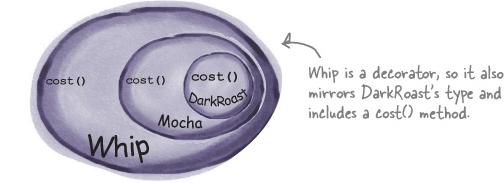 cost()
cost()
cost()
DarkRoast
Mocha
Whip
Whip is a decorator, so it also
mirrors DarkRoast's type and
includes a cost() method.